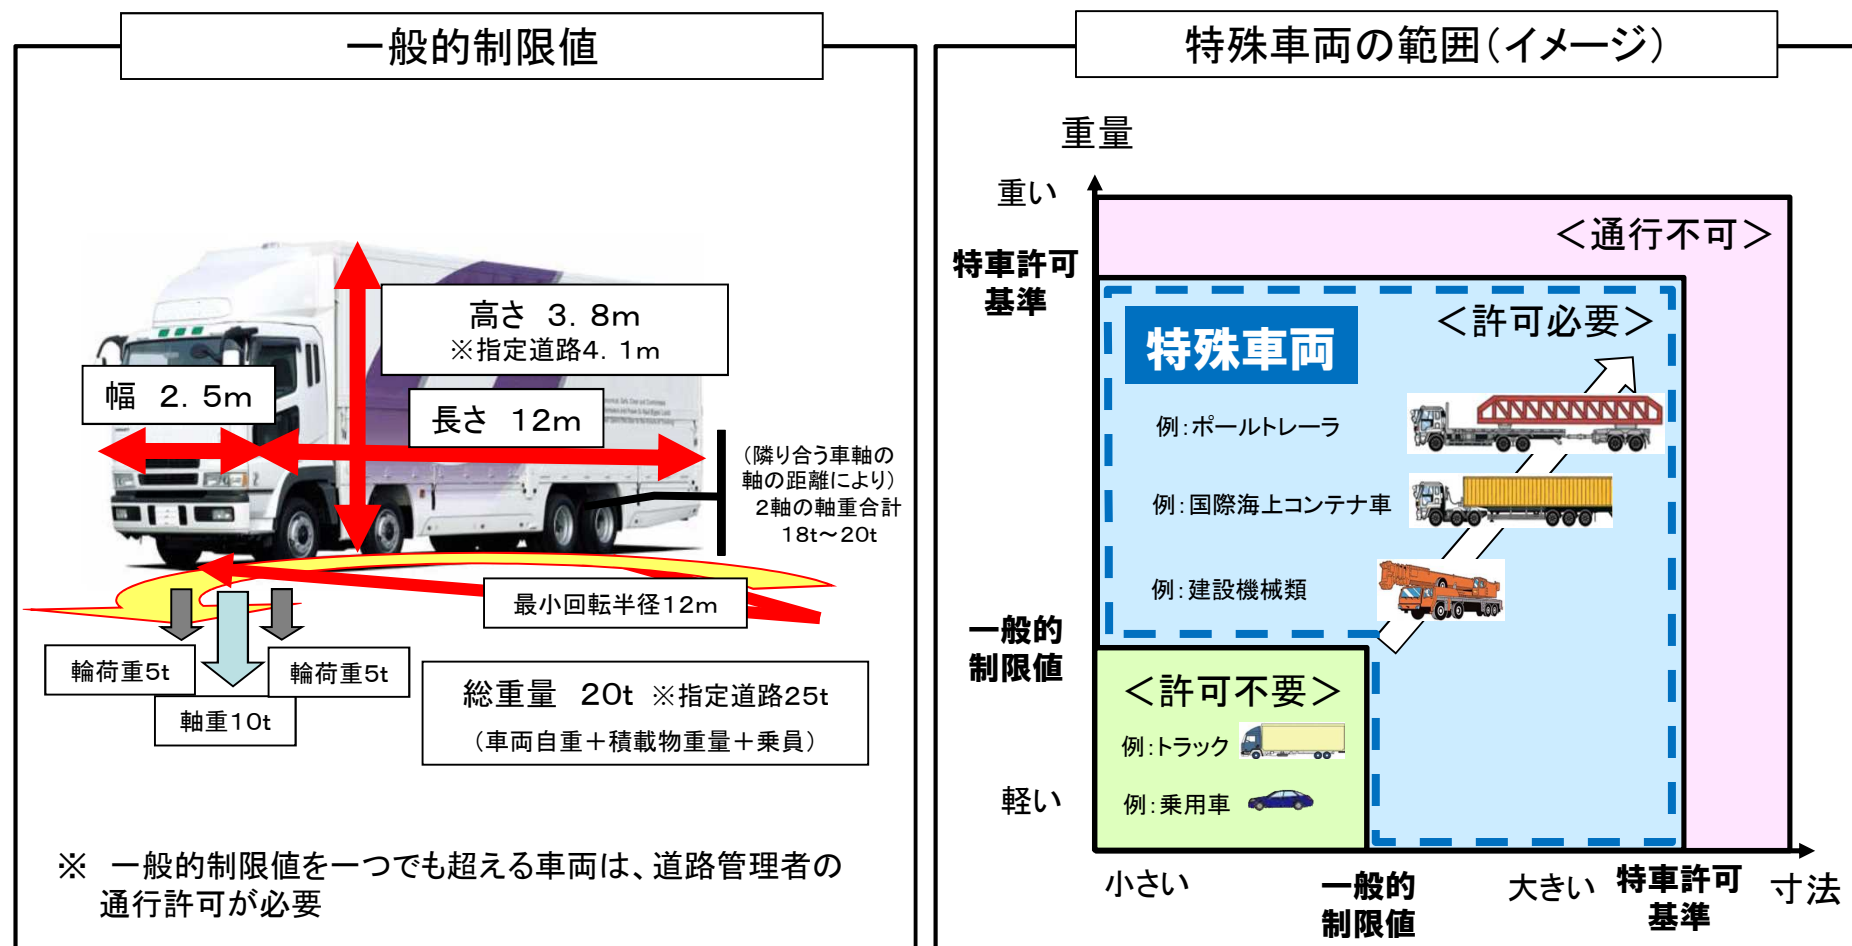 一般的制限値
高さ 3.8m
※指定道路4.1m
幅 2.5m
長さ 12m
(隣り合う車軸の
軸の距離により)
2軸の軸重合計
18t~20t
最小回転半径12m
輪荷重5t
輪荷重5t
軸重10t
総重量 20t ※指定道路25t
(車両自重+積載物重量+乗員)
※ 一般的制限値を一つでも超える車両は、道路管理者の
通行許可が必要
特殊車両の範囲(イメージ)
重量
重い
<通行不可>
特車許可
基準
<許可必要>
特殊車両
例:ポールトレーラ
例:国際海上コンテナ車
例:建設機械類
一般的
制限値
<許可不要>
例:トラック
例:乗用車
軽い
小さい
一般的
制限値
大きい
特車許可
基準
寸法